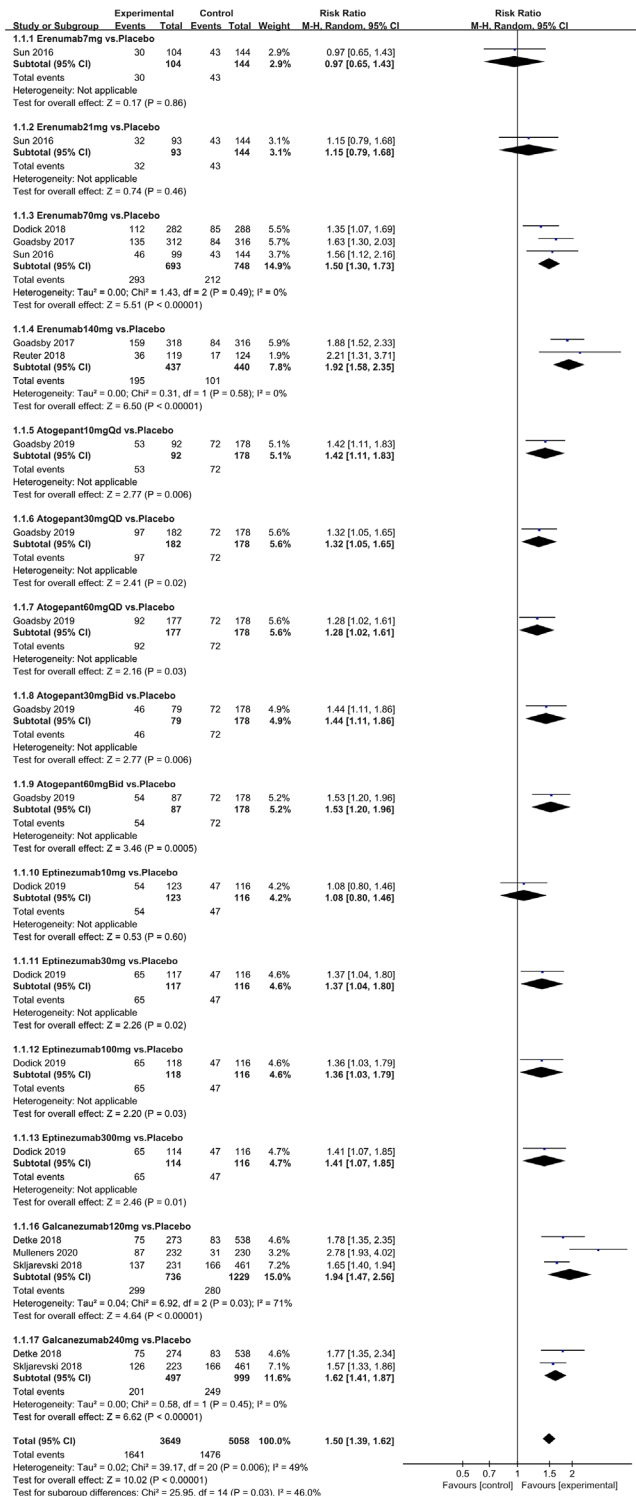 Experimental Control Risk Ratio Risk Ratio
Study or Subgroup Events Total Events Total Weight M-H. Random. 95% CI M-H. Random. 95% CI
1.1.1 Erenumab7mg vs.Placebo
Sun 2016 30 104 43 144 2.9% 0.97 [0.65, 1.43]
Subtotal (95% CI) 104 144 2.9% 0.97 [0.65, 1.43]
Total events 30 43
Heterogeneity: Not applicable
Test for overall effect: Z = 0.17 (P = 0.86)
1.1.2 Erenumab21mg vs.Placebo
Sun 2016 32 93 43 144 3.1% 1.15 [0.79, 1.68]
Subtotal (95% CI) 93 144 3.1% 1.15 [0.79, 1.68]
Total events 32 43
Heterogeneity: Not applicable
Test for overall effect: Z = 0.74 (P = 0.46)
1.1.3 Erenumab70mg vs.Placebo
Dodick 2018 112 282 85 288 5.5% 1.35 [1.07, 1.69]
Goadsby 2017 135 312 84 316 5.7% 1.63 [1.30, 2.03]
Sun 2016 46 99 43 144 3.7% 1.56 [1.12, 2.16]
Subtotal (95% CI) 693 748 14.9% 1.50 [1.30, 1.73]
Total events 293 212
Heterogeneity: Tau² = 0.00; Chi² = 1.43, df = 2 (P = 0.49); I² = 0%
Test for overall effect: Z = 5.51 (P < 0.00001)
1.1.4 Erenumab140mg vs.Placebo
Goadsby 2017 159 318 84 316 5.9% 1.88 [1.52, 2.33]
Reuter 2018 36 119 17 124 1.9% 2.21 [1.31, 3.71]
Subtotal (95% CI) 437 440 7.8% 1.92 [1.58, 2.35]
Total events 195 101
Heterogeneity: Tau² = 0.00; Chi² = 0.31, df = 1 (P = 0.58); I² = 0%
Test for overall effect: Z = 6.50 (P < 0.00001)
1.1.5 Atogepant10mgQd vs.Placebo
Goadsby 2019 53 92 72 178 5.1% 1.42 [1.11, 1.83]
Subtotal (95% CI) 92 178 5.1% 1.42 [1.11, 1.83]
Total events 53 72
Heterogeneity: Not applicable
Test for overall effect: Z = 2.77 (P = 0.006)
1.1.6 Atogepant30mgQD vs.Placebo
Goadsby 2019 97 182 72 178 5.6% 1.32 [1.05, 1.65]
Subtotal (95% CI) 182 178 5.6% 1.32 [1.05, 1.65]
Total events 97 72
Heterogeneity: Not applicable
Test for overall effect: Z = 2.41 (P = 0.02)
1.1.7 Atogepant60mgQD vs.Placebo
Goadsby 2019 92 177 72 178 5.6% 1.28 [1.02, 1.61]
Subtotal (95% CI) 177 178 5.6% 1.28 [1.02, 1.61]
Total events 92 72
Heterogeneity: Not applicable
Test for overall effect: Z = 2.16 (P = 0.03)
1.1.8 Atogepant30mgBid vs.Placebo
Goadsby 2019 46 79 72 178 4.9% 1.44 [1.11, 1.86]
Subtotal (95% CI) 79 178 4.9% 1.44 [1.11, 1.86]
Total events 46 72
Heterogeneity: Not applicable
Test for overall effect: Z = 2.77 (P = 0.006)
1.1.9 Atogepant60mgBid vs.Placebo
Goadsby 2019 54 87 72 178 5.2% 1.53 [1.20, 1.96]
Subtotal (95% CI) 87 178 5.2% 1.53 [1.20, 1.96]
Total events 54 72
Heterogeneity: Not applicable
Test for overall effect: Z = 3.46 (P = 0.0005)
1.1.10 Eptinezumab10mg vs.Placebo
Dodick 2019 54 123 47 116 4.2% 1.08 [0.80, 1.46]
Subtotal (95% CI) 123 116 4.2% 1.08 [0.80, 1.46]
Total events 54 47
Heterogeneity: Not applicable
Test for overall effect: Z = 0.53 (P = 0.60)
1.1.11 Eptinezumab30mg vs.Placebo
Dodick 2019 65 117 47 116 4.6% 1.37 [1.04, 1.80]
Subtotal (95% CI) 117 116 4.6% 1.37 [1.04, 1.80]
Total events 65 47
Heterogeneity: Not applicable
Test for overall effect: Z = 2.26 (P = 0.02)
1.1.12 Eptinezumab100mg vs.Placebo
Dodick 2019 65 118 47 116 4.6% 1.36 [1.03, 1.79]
Subtotal (95% CI) 118 116 4.6% 1.36 [1.03, 1.79]
Total events 65 47
Heterogeneity: Not applicable
Test for overall effect: Z = 2.20 (P = 0.03)
1.1.13 Eptinezumab300mg vs.Placebo
Dodick 2019 65 114 47 116 4.7% 1.41 [1.07, 1.85]
Subtotal (95% CI) 114 116 4.7% 1.41 [1.07, 1.85]
Total events 65 47
Heterogeneity: Not applicable
Test for overall effect: Z = 2.46 (P = 0.01)
1.1.16 Galcanezumab120mg vs.Placebo
Detke 2018 75 273 83 538 4.6% 1.78 [1.35, 2.35]
Mulleners 2020 87 232 31 230 3.2% 2.78 [1.93, 4.02]
Skljarevski 2018 137 231 166 461 7.2% 1.65 [1.40, 1.94]
Subtotal (95% CI) 736 1229 15.0% 1.94 [1.47, 2.56]
Total events 299 280
Heterogeneity: Tau² = 0.04; Chi² = 6.92, df = 2 (P = 0.03); I² = 71%
Test for overall effect: Z = 4.64 (P < 0.00001)
1.1.17 Galcanezumab240mg vs.Placebo
Detke 2018 75 274 83 538 4.6% 1.77 [1.35, 2.34]
Skljarevski 2018 126 223 166 461 7.1% 1.57 [1.33, 1.86]
Subtotal (95% CI) 497 999 11.6% 1.62 [1.41, 1.87]
Total events 201 249
Heterogeneity: Tau² = 0.00; Chi² = 0.58, df = 1 (P = 0.45); I² = 0%
Test for overall effect: Z = 6.62 (P < 0.00001)
Total (95% CI) 3649 5058 100.0% 1.50 [1.39, 1.62]
Total events 1641 1476
Heterogeneity: Tau² = 0.02; Chi² = 39.17, df = 20 (P = 0.006); I² = 49%
Test for overall effect: Z = 10.02 (P < 0.00001)
Test for subgroup differences: Chi² = 25.95, df = 14 (P = 0.03), I² = 46.0%
0.5 0.7 1 1.5 2
Favours [control] Favours [experimental]